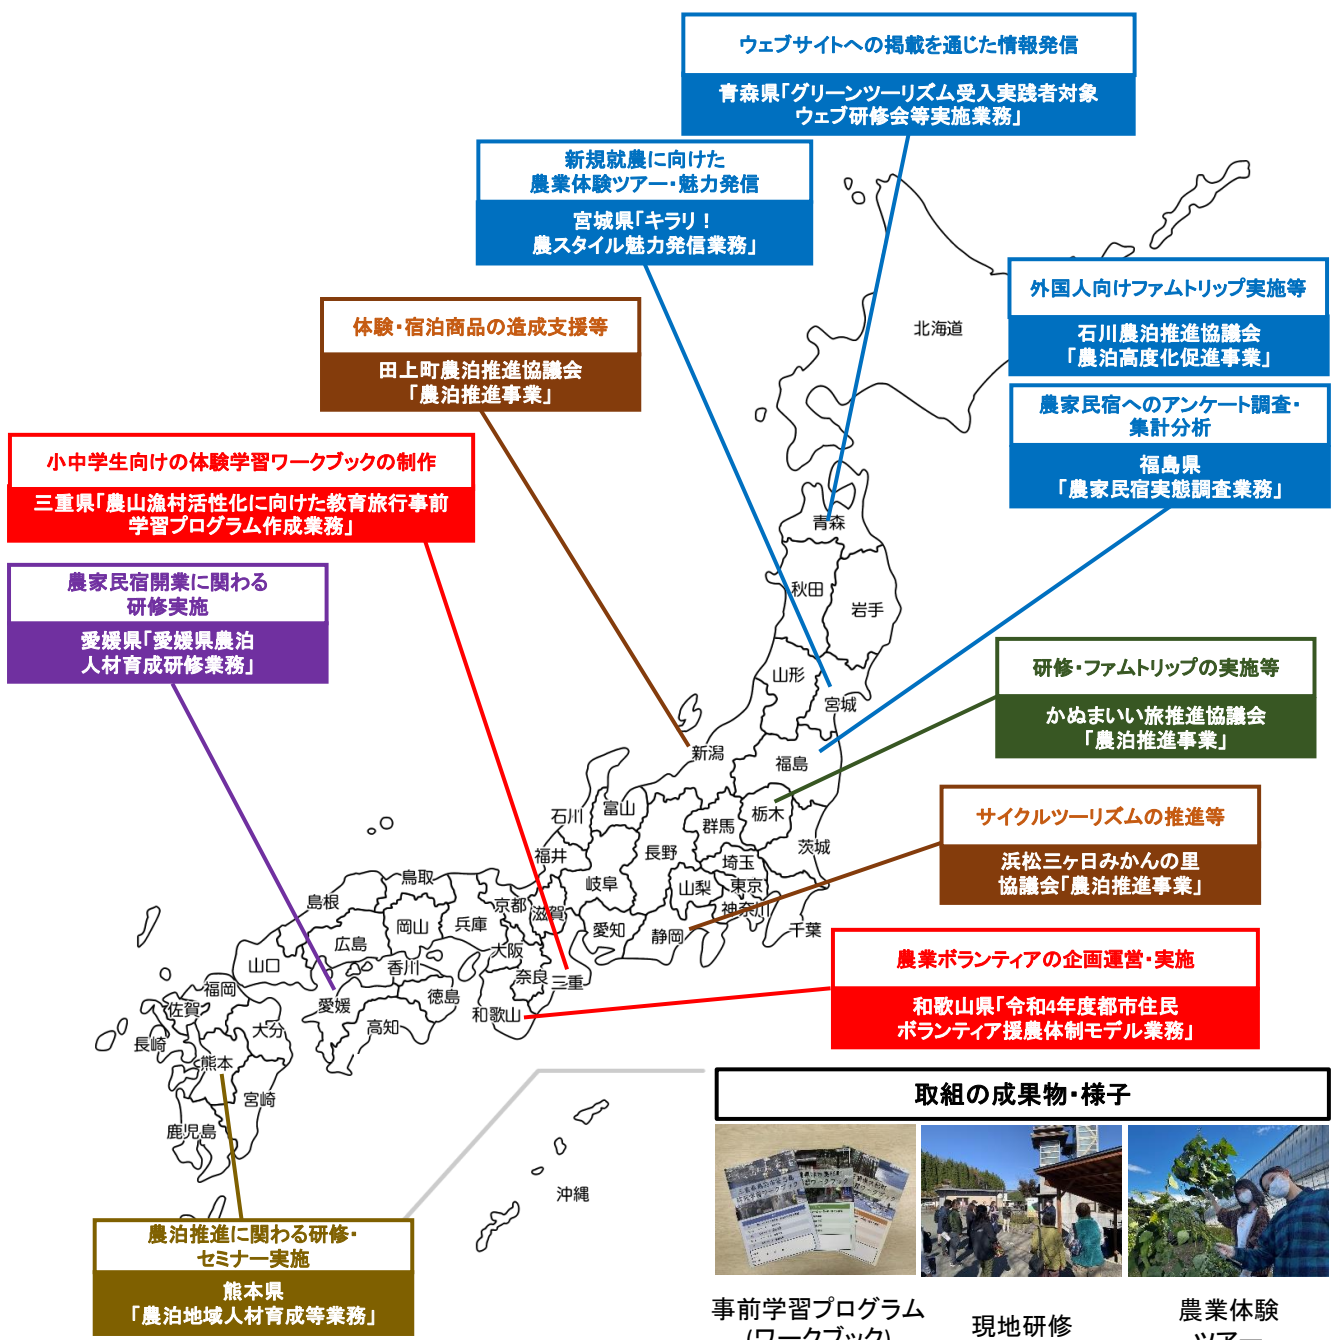 ウェブサイトへの掲載を通じた情報発信
青森県「グリーンツーリズム受入実践者対象
ウェブ研修会等実施業務」
新規就農に向けた
農業体験ツアー・魅力発信
宮城県「キラリ！
農スタイル魅力発信業務」
外国人向けファムトリップ実施等
石川農泊推進協議会
「農泊高度化促進事業」
体験・宿泊商品の造成支援等
田上町農泊推進協議会
「農泊推進事業」
農家民宿へのアンケート調査・
集計分析
福島県
「農家民宿実態調査業務」
小中学生向けの体験学習ワークブックの制作
三重県「農山漁村活性化に向けた教育旅行事前
学習プログラム作成業務」
農家民宿開業に関わる
研修実施
愛媛県「愛媛県農泊
人材育成研修業務」
研修・ファムトリップの実施等
かぬまいい旅推進協議会
「農泊推進事業」
サイクルツーリズムの推進等
浜松三ヶ日みかんの里
協議会「農泊推進事業」
農業ボランティアの企画運営・実施
和歌山県「令和4年度都市住民
ボランティア援農体制モデル業務」
農泊推進に関わる研修・
セミナー実施
熊本県
「農泊地域人材育成等業務」
北海道
青森
秋田
岩手
山形
宮城
新潟
福島
石川
富山
群馬
栃木
茨城
福井
長野
埼玉
岐阜
山梨
東京
神奈川
千葉
鳥取
島根
京都
滋賀
愛知
静岡
岡山
兵庫
広島
大阪
山口
香川
奈良
三重
福岡
愛媛
徳島
和歌山
佐賀
大分
高知
長崎
熊本
宮崎
鹿児島
沖縄
取組の成果物・様子
事前学習プログラム
(ワークブック)
現地研修
農業体験
ツアー